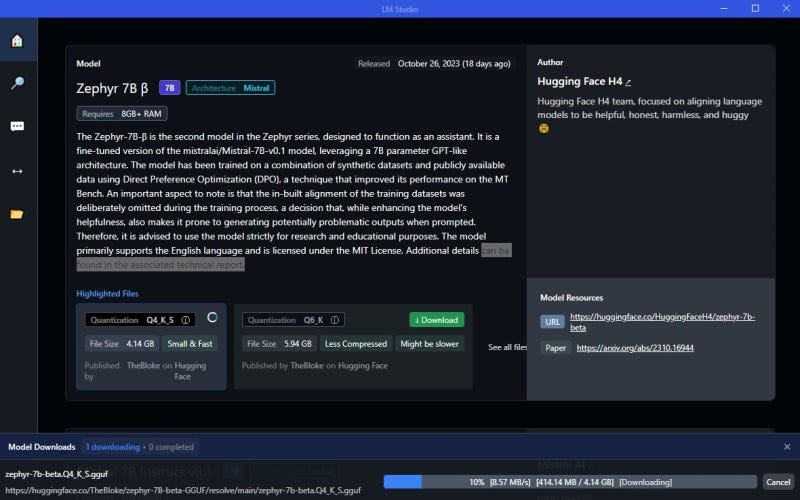 LM Studio
Model
Released October 26, 2023 (18 days ago)
Zephyr 7B β 7B Architecture Mistral
Requires 8GB+ RAM
The Zephyr-7B-β is the second model in the Zephyr series, designed to function as an assistant. It is a
fine-tuned version of the mistralai/Mistral-7B-v0.1 model, leveraging a 7B parameter GPT-like
architecture. The model has been trained on a combination of synthetic datasets and publicly available
data using Direct Preference Optimization (DPO), a technique that improved its performance on the MT
Bench. An important aspect to note is that the in-built alignment of the training datasets was
deliberately omitted during the training process, a decision that, while enhancing the model's
helpfulness, also makes it prone to generating potentially problematic outputs when prompted.
Therefore, it is advised to use the model strictly for research and educational purposes. The model
primarily supports the English language and is licensed under the MIT License. Additional details can be
found in the associated technical report.
Highlighted Files
Quantization Q4_K_S
File Size 4.14 GB Small & Fast
Published by TheBloke on Hugging Face
Quantization Q6_K ↓ Download
File Size 5.94 GB Less Compressed Might be slower
Published by TheBloke on Hugging Face
See all files
Author
Hugging Face H4
Hugging Face H4 team, focused on aligning language
models to be helpful, honest, harmless, and huggy
🤗
Model Resources
URL https://huggingface.co/HuggingFaceH4/zephyr-7b-
beta
Paper https://arxiv.org/abs/2310.16944
Mistral AI
7B Instruct v0.1
Model Downloads 1 downloading • 0 completed
zephyr-7b-beta.Q4_K_S.gguf
https://huggingface.co/TheBloke/zephyr-7B-beta-GGUF/resolve/main/zephyr-7b-beta.Q4_K_S.gguf
10% [8.57 MB/s] [414.14 MB / 4.14 GB] [Downloading]
Cancel